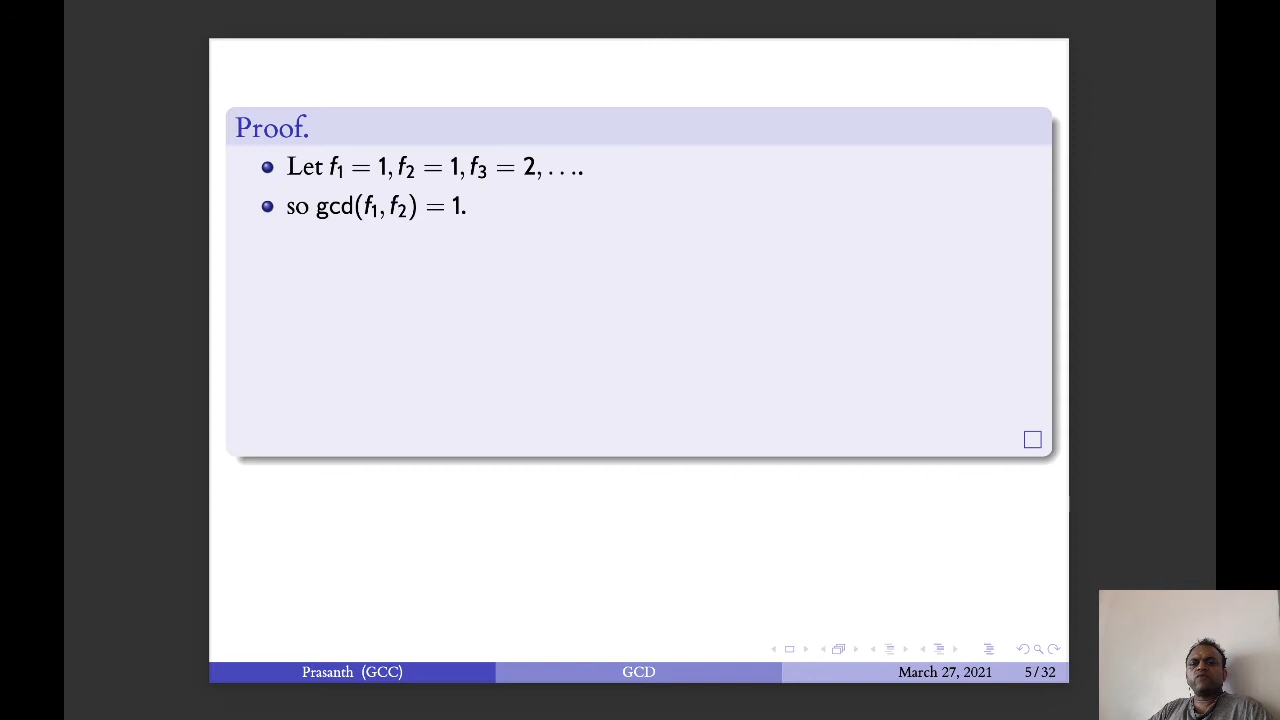 Proof.
Let f₁ = 1, f₂ = 1, f₃ = 2, . . . .
so gcd(f₁, f₂) = 1.
Prasanth (GCC) GCD March 27, 2021 5 / 32